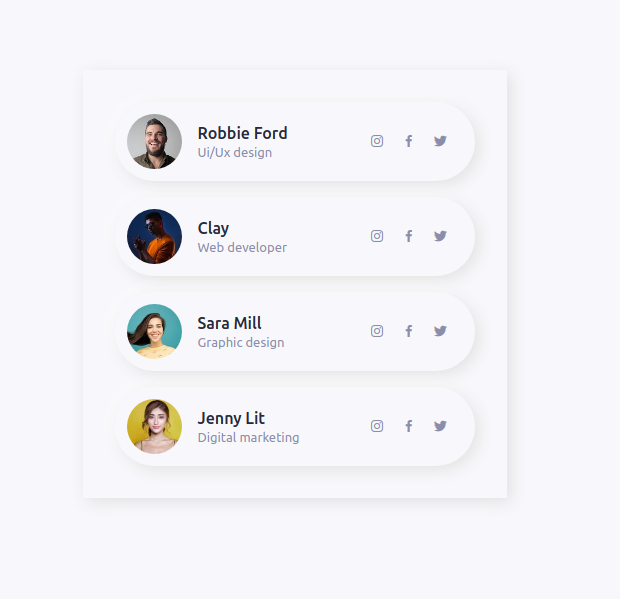 Robbie Ford
Ui/Ux design
Clay
Web developer
Sara Mill
Graphic design
Jenny Lit
Digital marketing